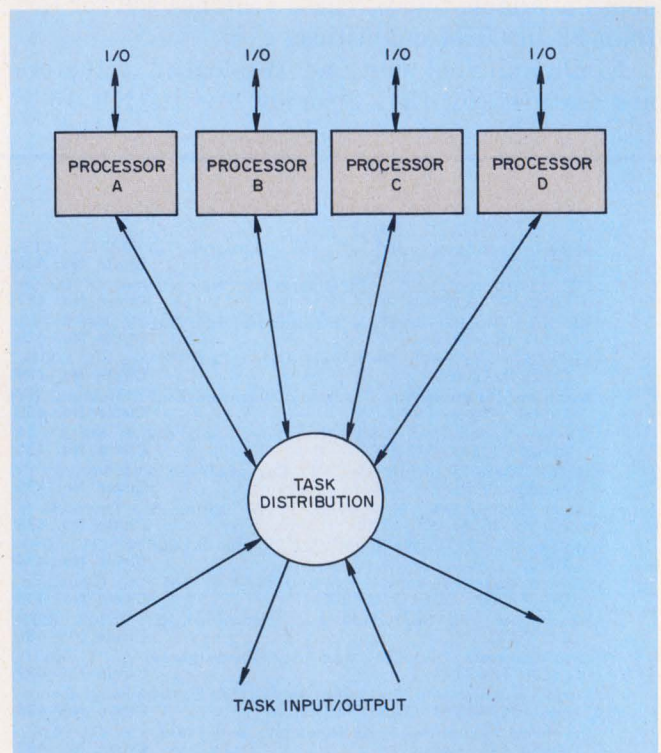 I/O I/O I/O I/O
PROCESSOR A
PROCESSOR B
PROCESSOR C
PROCESSOR D
TASK
DISTRIBUTION
TASK INPUT/OUTPUT